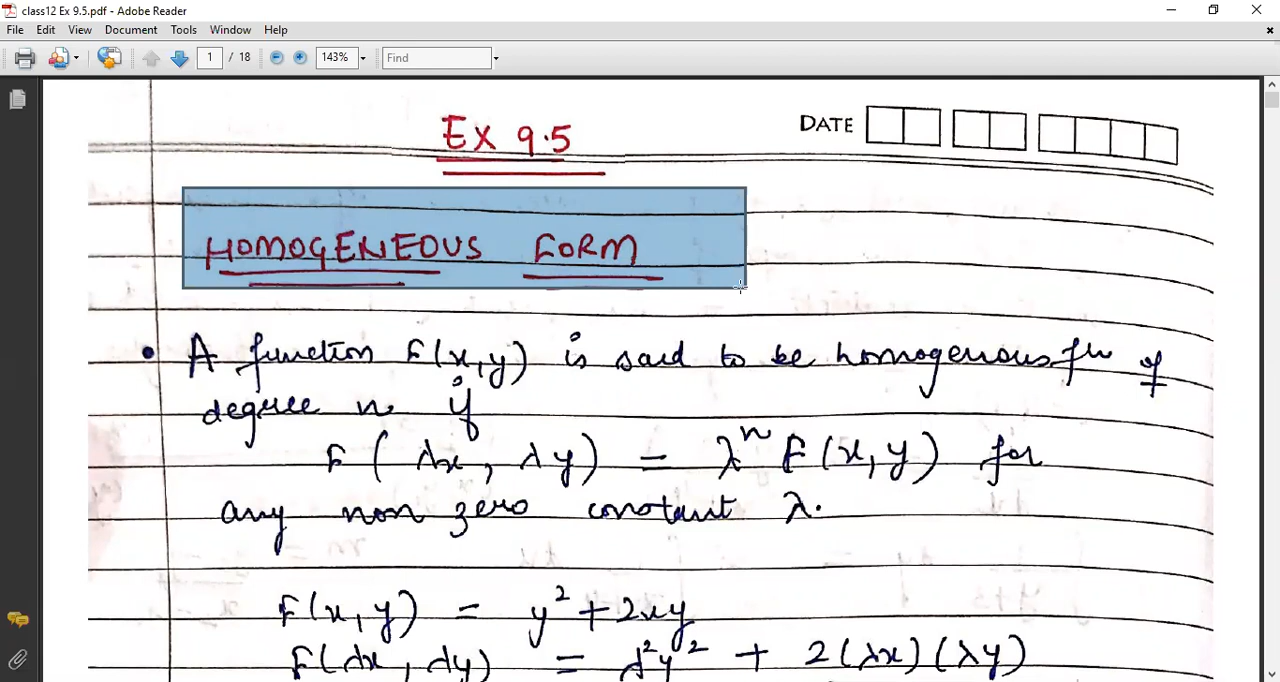 class12 Ex 9.5.pdf - Adobe Reader
File Edit View Document Tools Window Help
1 / 18 143% Find
Ex 9.5
DATE
HOMOGENEOUS FORM
• A function F(x,y) is said to be homogenous fn of
degree n if
F(λx, λy) = λⁿ F(x,y) for
any non zero constant λ.
F(x,y) = y² + 2xy
F(λx, λy) = λ²y² + 2(λx)(λy)